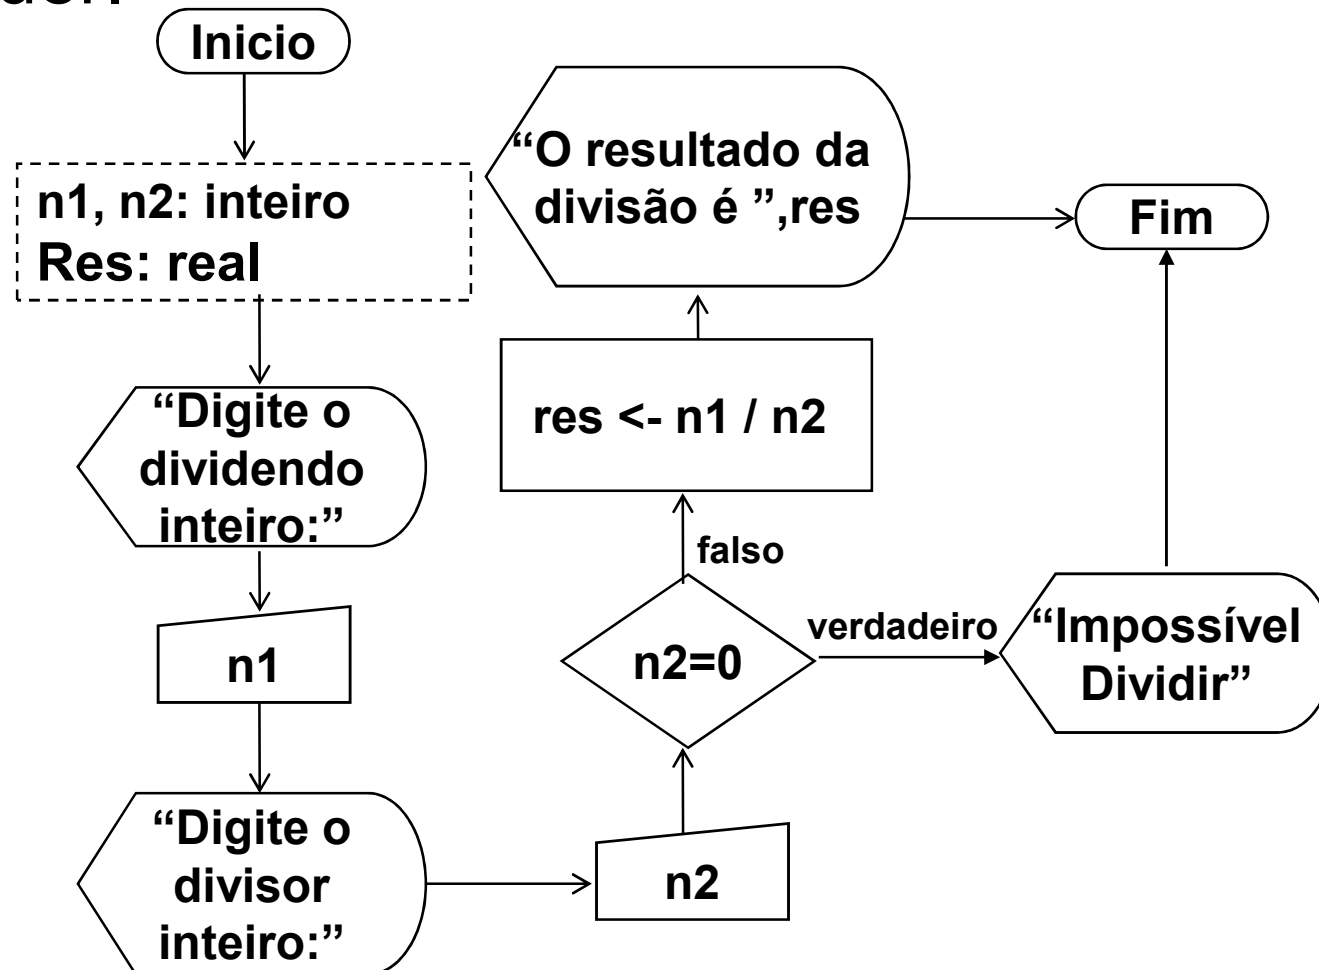 Inicio
n1, n2: inteiro
Res: real
“Digite o
dividendo
inteiro:”
n1
“Digite o
divisor
inteiro:”
n2
n2=0
falso
verdadeiro
res <- n1 / n2
“O resultado da
divisão é ”,res
“Impossível
Dividir”
Fim